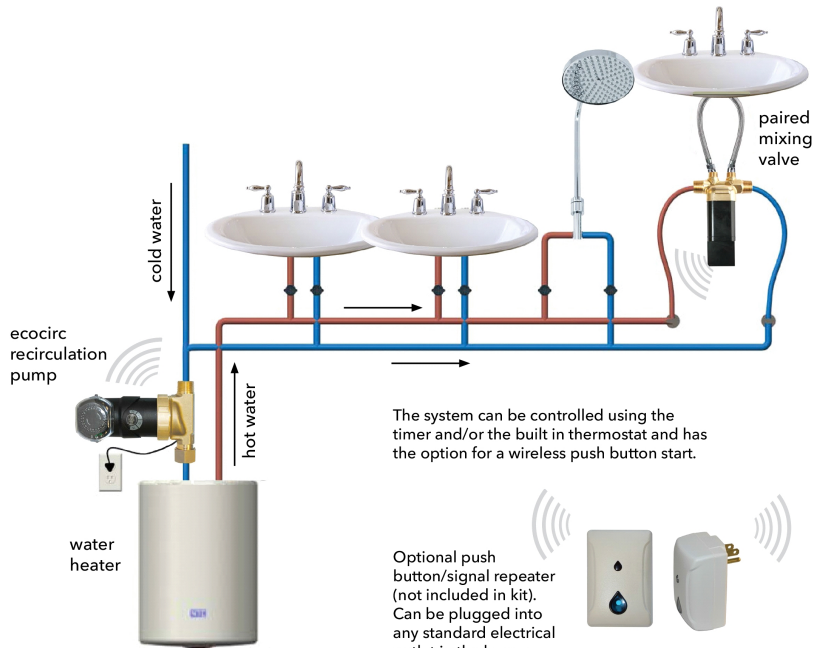 paired
mixing
valve
cold water
ecocirc
recirculation
pump
hot water
The system can be controlled using the
timer and/or the built in thermostat and has
the option for a wireless push button start.
water
heater
Optional push
button/signal repeater
(not included in kit).
Can be plugged into
any standard electrical